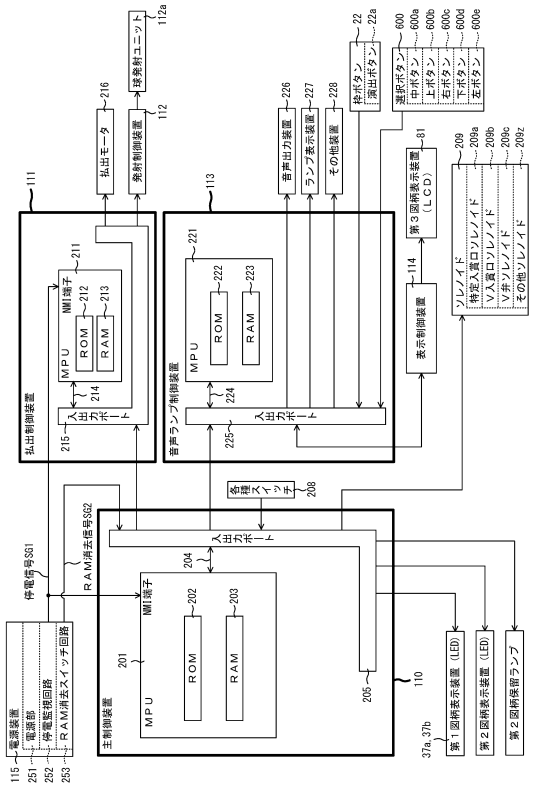 電源装置
115
電源部
251
停電監視回路
252
RAM消去スイッチ回路
253
停電信号SG1
RAM消去信号SG2
主制御装置
110
MPU
201
NMI端子
ROM
202
RAM
203
204
入出力ポート
205
各種スイッチ
208
払出制御装置
111
MPU
211
NMI端子
ROM
212
RAM
213
214
入出力ポート
215
払出モータ
216
発射制御装置
112
球発射ユニット
112a
音声ランプ制御装置
113
MPU
221
ROM
222
RAM
223
224
入出力ポート
225
音声出力装置
226
ランプ表示装置
227
その他装置
228
枠ボタン
22
演出ボタン
22a
選択ボタン
600
中ボタン
600a
上ボタン
600b
右ボタン
600c
下ボタン
600d
左ボタン
600e
表示制御装置
114
第3図柄表示装置
(LCD)
81
ソレノイド
209
特定入賞口ソレノイド
209a
V入賞口ソレノイド
209b
V弁ソレノイド
209c
その他ソレノイド
209z
37a, 37b
第1図柄表示装置(LED)
第2図柄表示装置(LED)
第2図柄保留ランプ